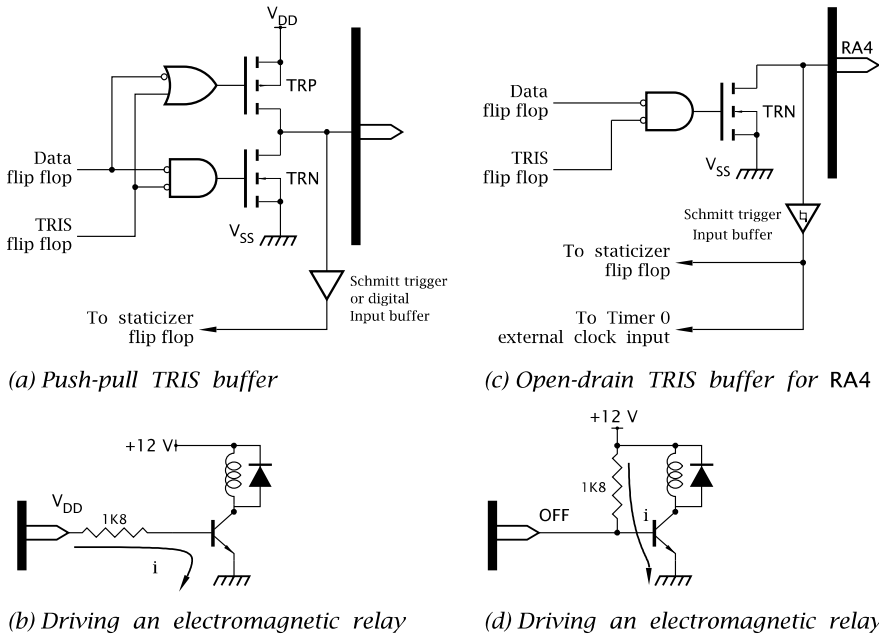 VDD
TRP
Data
flip flop
TRN
TRIS
flip flop
VSS
Schmitt trigger
or digital
Input buffer
To staticizer
flip flop
(a) Push-pull TRIS buffer
RA4
Data
flip flop
TRN
TRIS
flip flop
VSS
Schmitt trigger
Input buffer
To staticizer
flip flop
To Timer 0
external clock input
(c) Open-drain TRIS buffer for RA4
+12 V
VDD
1K8
i
(b) Driving an electromagnetic relay
+12 V
1K8
OFF
i
(d) Driving an electromagnetic relay